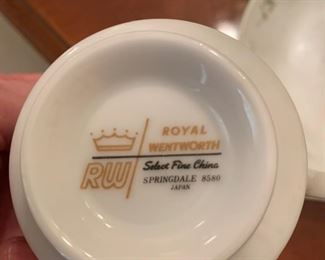 ROYAL
WENTWORTH
RW
Select Fine China
SPRINGDALE 8580
JAPAN